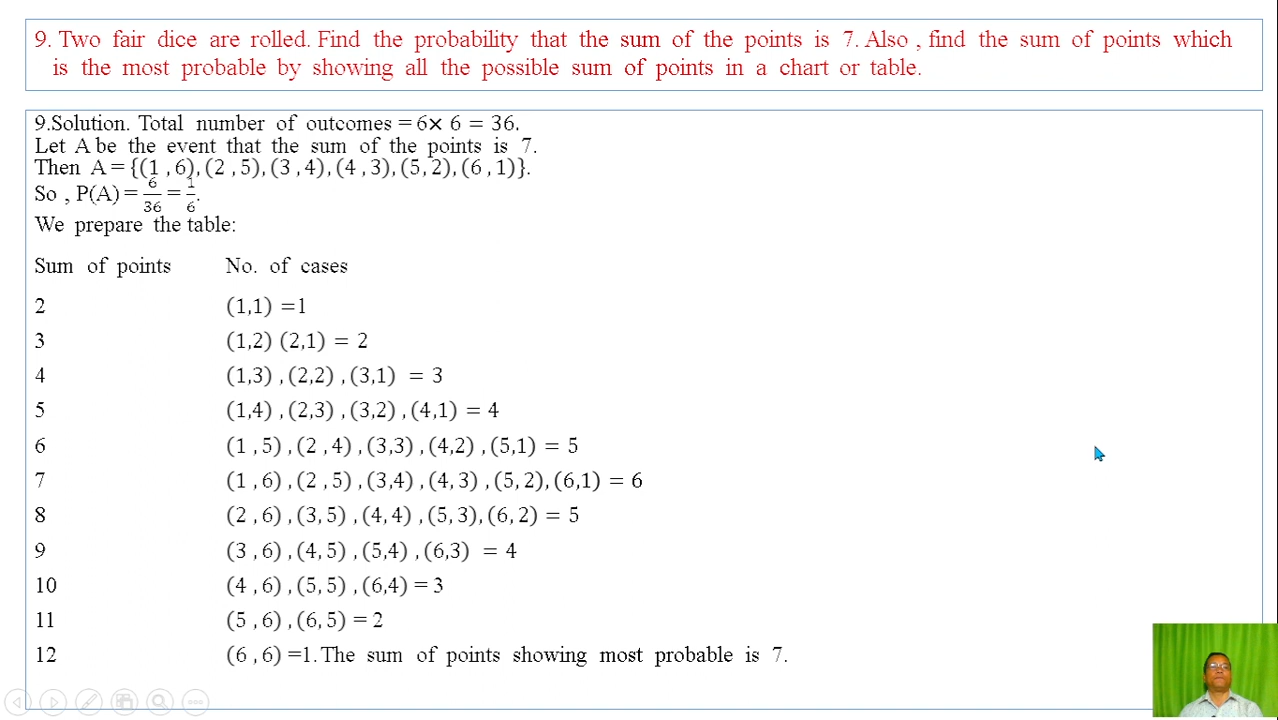 9. Two fair dice are rolled. Find the probability that the sum of the points is 7. Also , find the sum of points which
is the most probable by showing all the possible sum of points in a chart or table.
9.Solution. Total number of outcomes = 6× 6 = 36.
Let A be the event that the sum of the points is 7.
Then A = {(1 , 6), (2 , 5), (3 , 4), (4 , 3), (5, 2), (6 , 1)}.
So , P(A) = 6/36 = 1/6.
We prepare the table:
Sum of points No. of cases
2 (1,1) =1
3 (1,2) (2,1) = 2
4 (1,3) , (2,2) , (3,1) = 3
5 (1,4) , (2,3) , (3,2) , (4,1) = 4
6 (1 , 5) , (2 , 4) , (3,3) , (4,2) , (5,1) = 5
7 (1 , 6) , (2 , 5) , (3,4) , (4, 3) , (5, 2), (6,1) = 6
8 (2 , 6) , (3, 5) , (4, 4) , (5, 3), (6, 2) = 5
9 (3 , 6) , (4, 5) , (5,4) , (6,3) = 4
10 (4 , 6) , (5, 5) , (6,4) = 3
11 (5 , 6) , (6, 5) = 2
12 (6 , 6) =1.The sum of points showing most probable is 7.